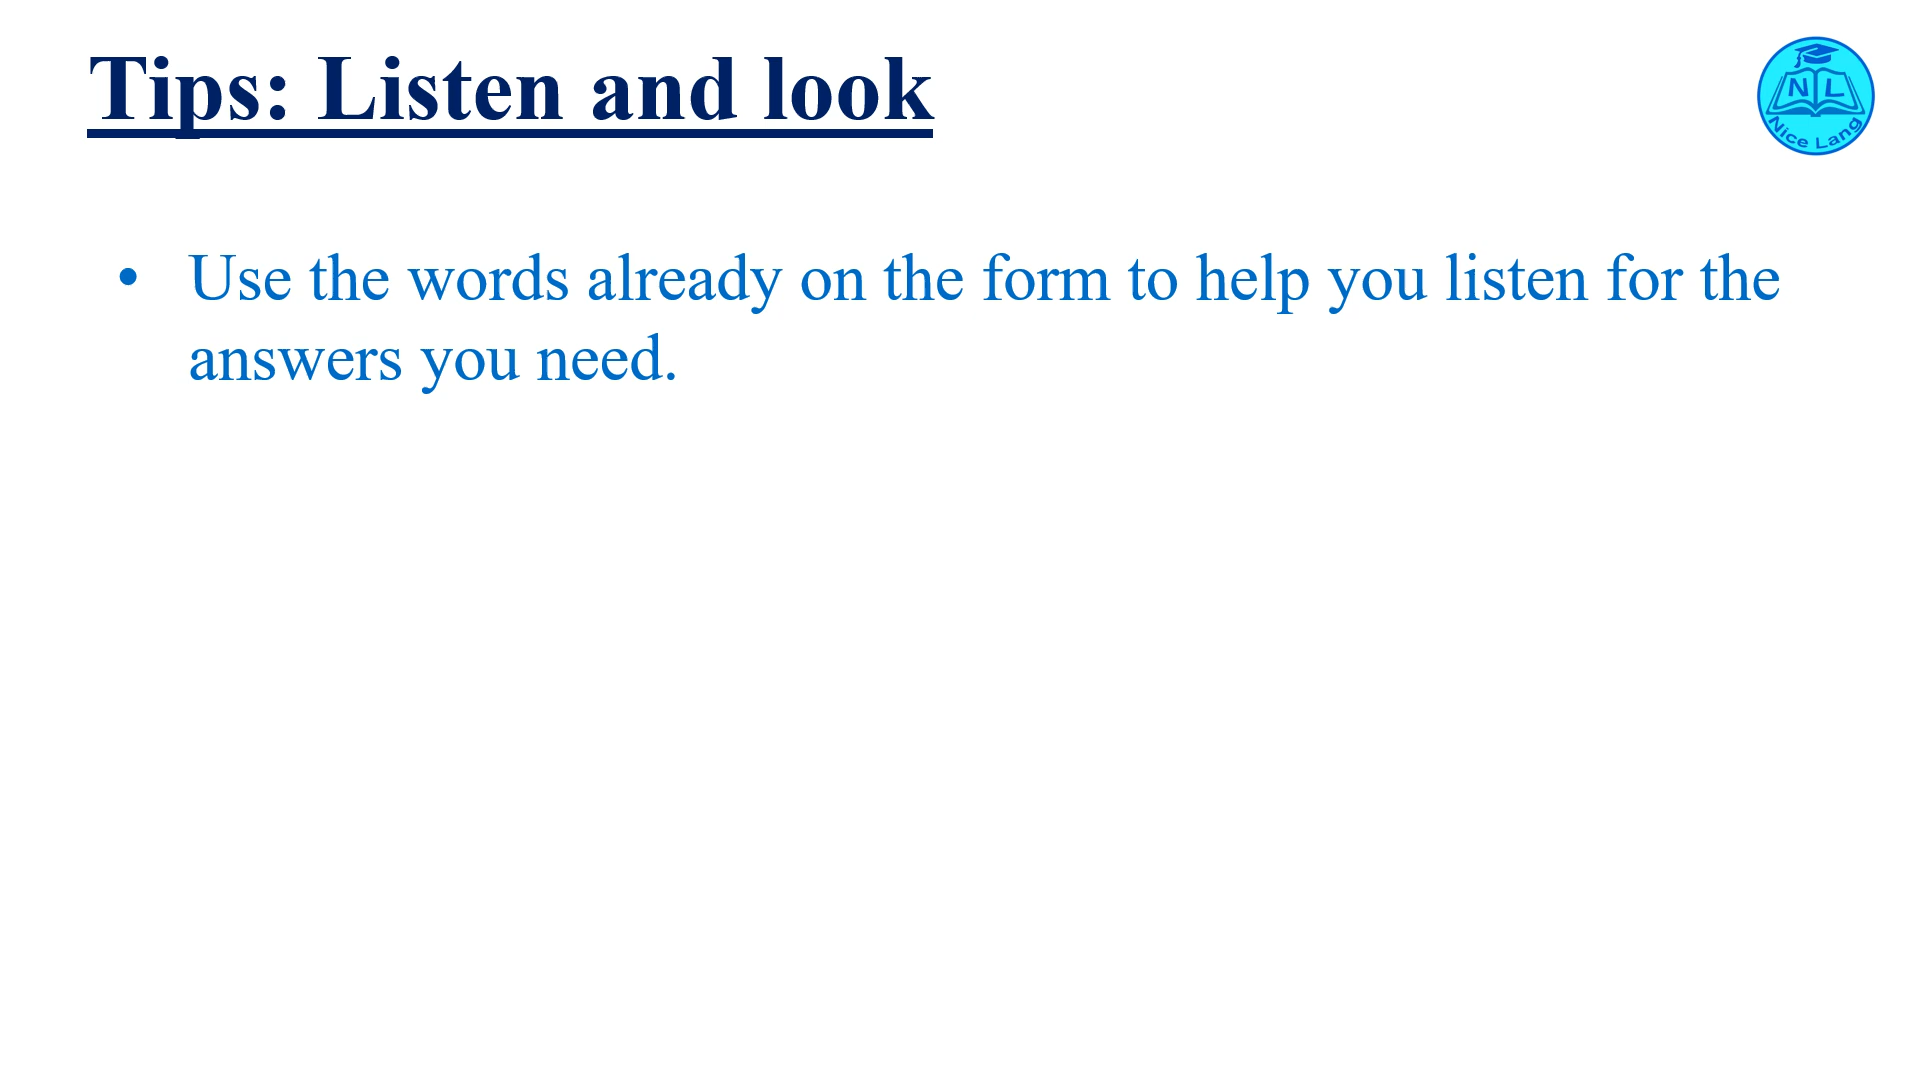 Tips: Listen and look
N L
Nice Lang
• Use the words already on the form to help you listen for the
answers you need.